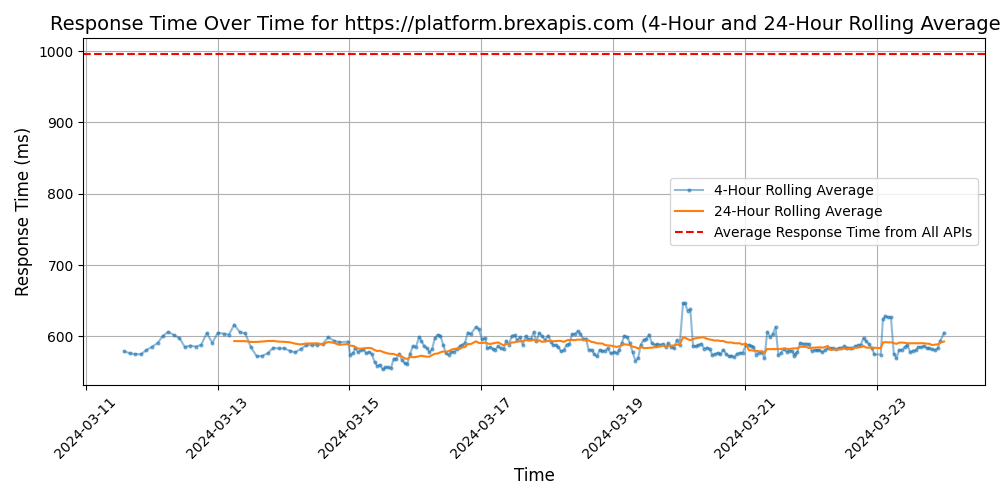 Response Time Over Time for https://platform.brexapis.com (4-Hour and 24-Hour Rolling Average
Response Time (ms)
1000
900
800
700
600
4-Hour Rolling Average
24-Hour Rolling Average
Average Response Time from All APIs
2024-03-11
2024-03-13
2024-03-15
2024-03-17
2024-03-19
2024-03-21
2024-03-23
Time